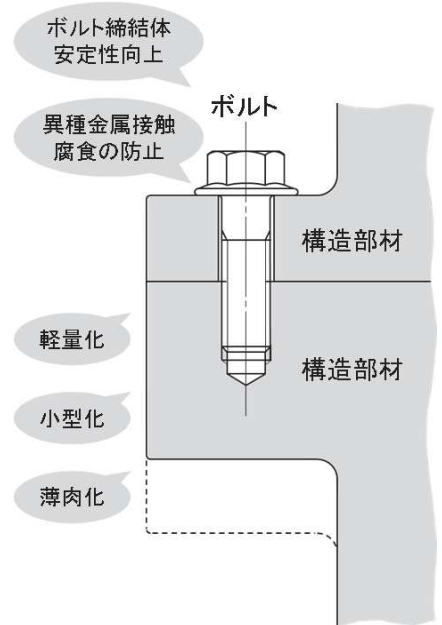 ボルト締結体
安定性向上
ボルト
異種金属接触
腐食の防止
構造部材
軽量化
構造部材
小型化
薄肉化